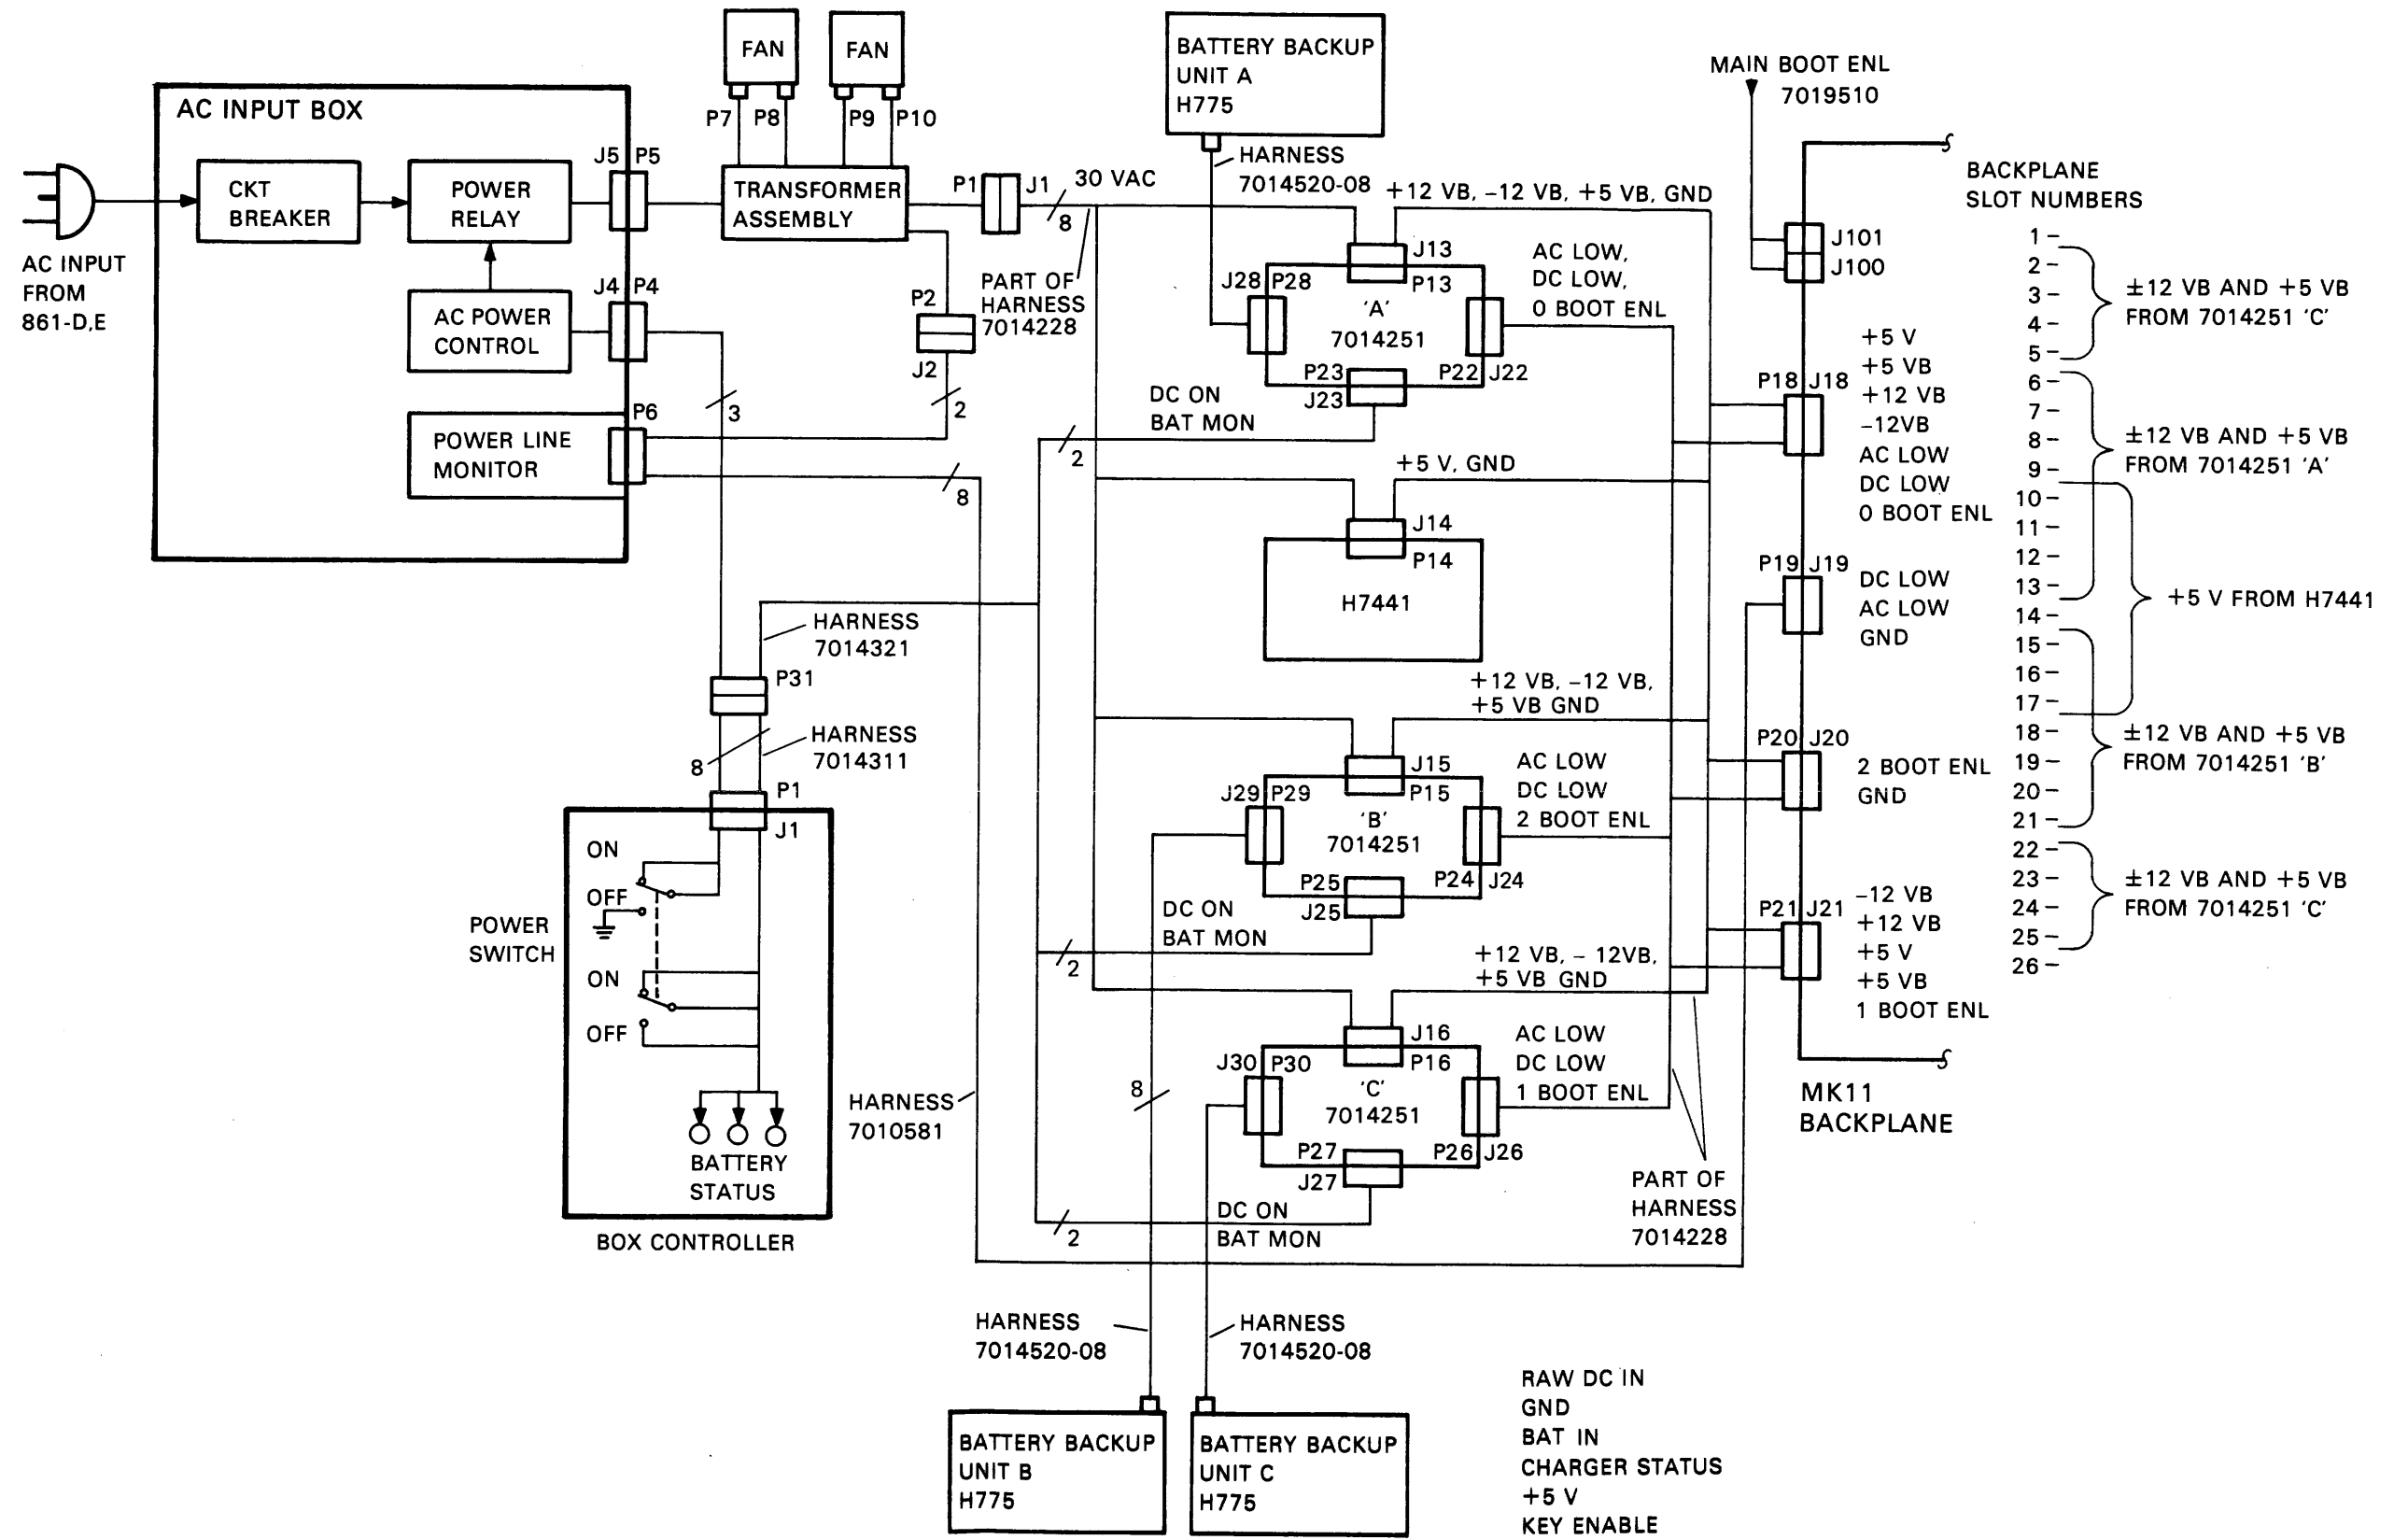 AC INPUT BOX
CKT
BREAKER
POWER
RELAY
AC POWER
CONTROL
POWER LINE
MONITOR
AC INPUT
FROM
861-D,E
J5 P5
J4 P4
P6
FAN
FAN
P7
P8
P9
P10
TRANSFORMER
ASSEMBLY
P1
J1
30 VAC
8
PART OF
HARNESS
7014228
P2
J2
2
3
8
BATTERY BACKUP
UNIT A
H775
HARNESS
7014520-08
+12 VB, -12 VB, +5 VB, GND
J13
P13
J28 P28
'A'
7014251
P23
J23
P22 J22
AC LOW,
DC LOW,
0 BOOT ENL
DC ON
BAT MON
2
+5 V, GND
J14
P14
H7441
HARNESS
7014321
P31
HARNESS
7014311
8
P1
J1
ON
OFF
POWER
SWITCH
ON
OFF
BATTERY
STATUS
BOX CONTROLLER
HARNESS
7010581
+12 VB, -12 VB,
+5 VB GND
J15
P15
J29 P29
'B'
7014251
P25
J25
P24 J24
AC LOW
DC LOW
2 BOOT ENL
DC ON
BAT MON
2
+12 VB, - 12VB,
+5 VB GND
J16
P16
J30 P30
'C'
7014251
P27
J27
P26 J26
AC LOW
DC LOW
1 BOOT ENL
8
DC ON
BAT MON
2
PART OF
HARNESS
7014228
HARNESS
7014520-08
HARNESS
7014520-08
BATTERY BACKUP
UNIT B
H775
BATTERY BACKUP
UNIT C
H775
RAW DC IN
GND
BAT IN
CHARGER STATUS
+5 V
KEY ENABLE
MAIN BOOT ENL
7019510
J101
J100
P18 J18
+5 V
+5 VB
+12 VB
-12VB
AC LOW
DC LOW
0 BOOT ENL
P19 J19
DC LOW
AC LOW
GND
P20 J20
2 BOOT ENL
GND
P21 J21
-12 VB
+12 VB
+5 V
+5 VB
1 BOOT ENL
MK11
BACKPLANE
BACKPLANE
SLOT NUMBERS
1
2
3
4
5
6
7
8
9
10
11
12
13
14
15
16
17
18
19
20
21
22
23
24
25
26
±12 VB AND +5 VB
FROM 7014251 'C'
±12 VB AND +5 VB
FROM 7014251 'A'
+5 V FROM H7441
±12 VB AND +5 VB
FROM 7014251 'B'
±12 VB AND +5 VB
FROM 7014251 'C'